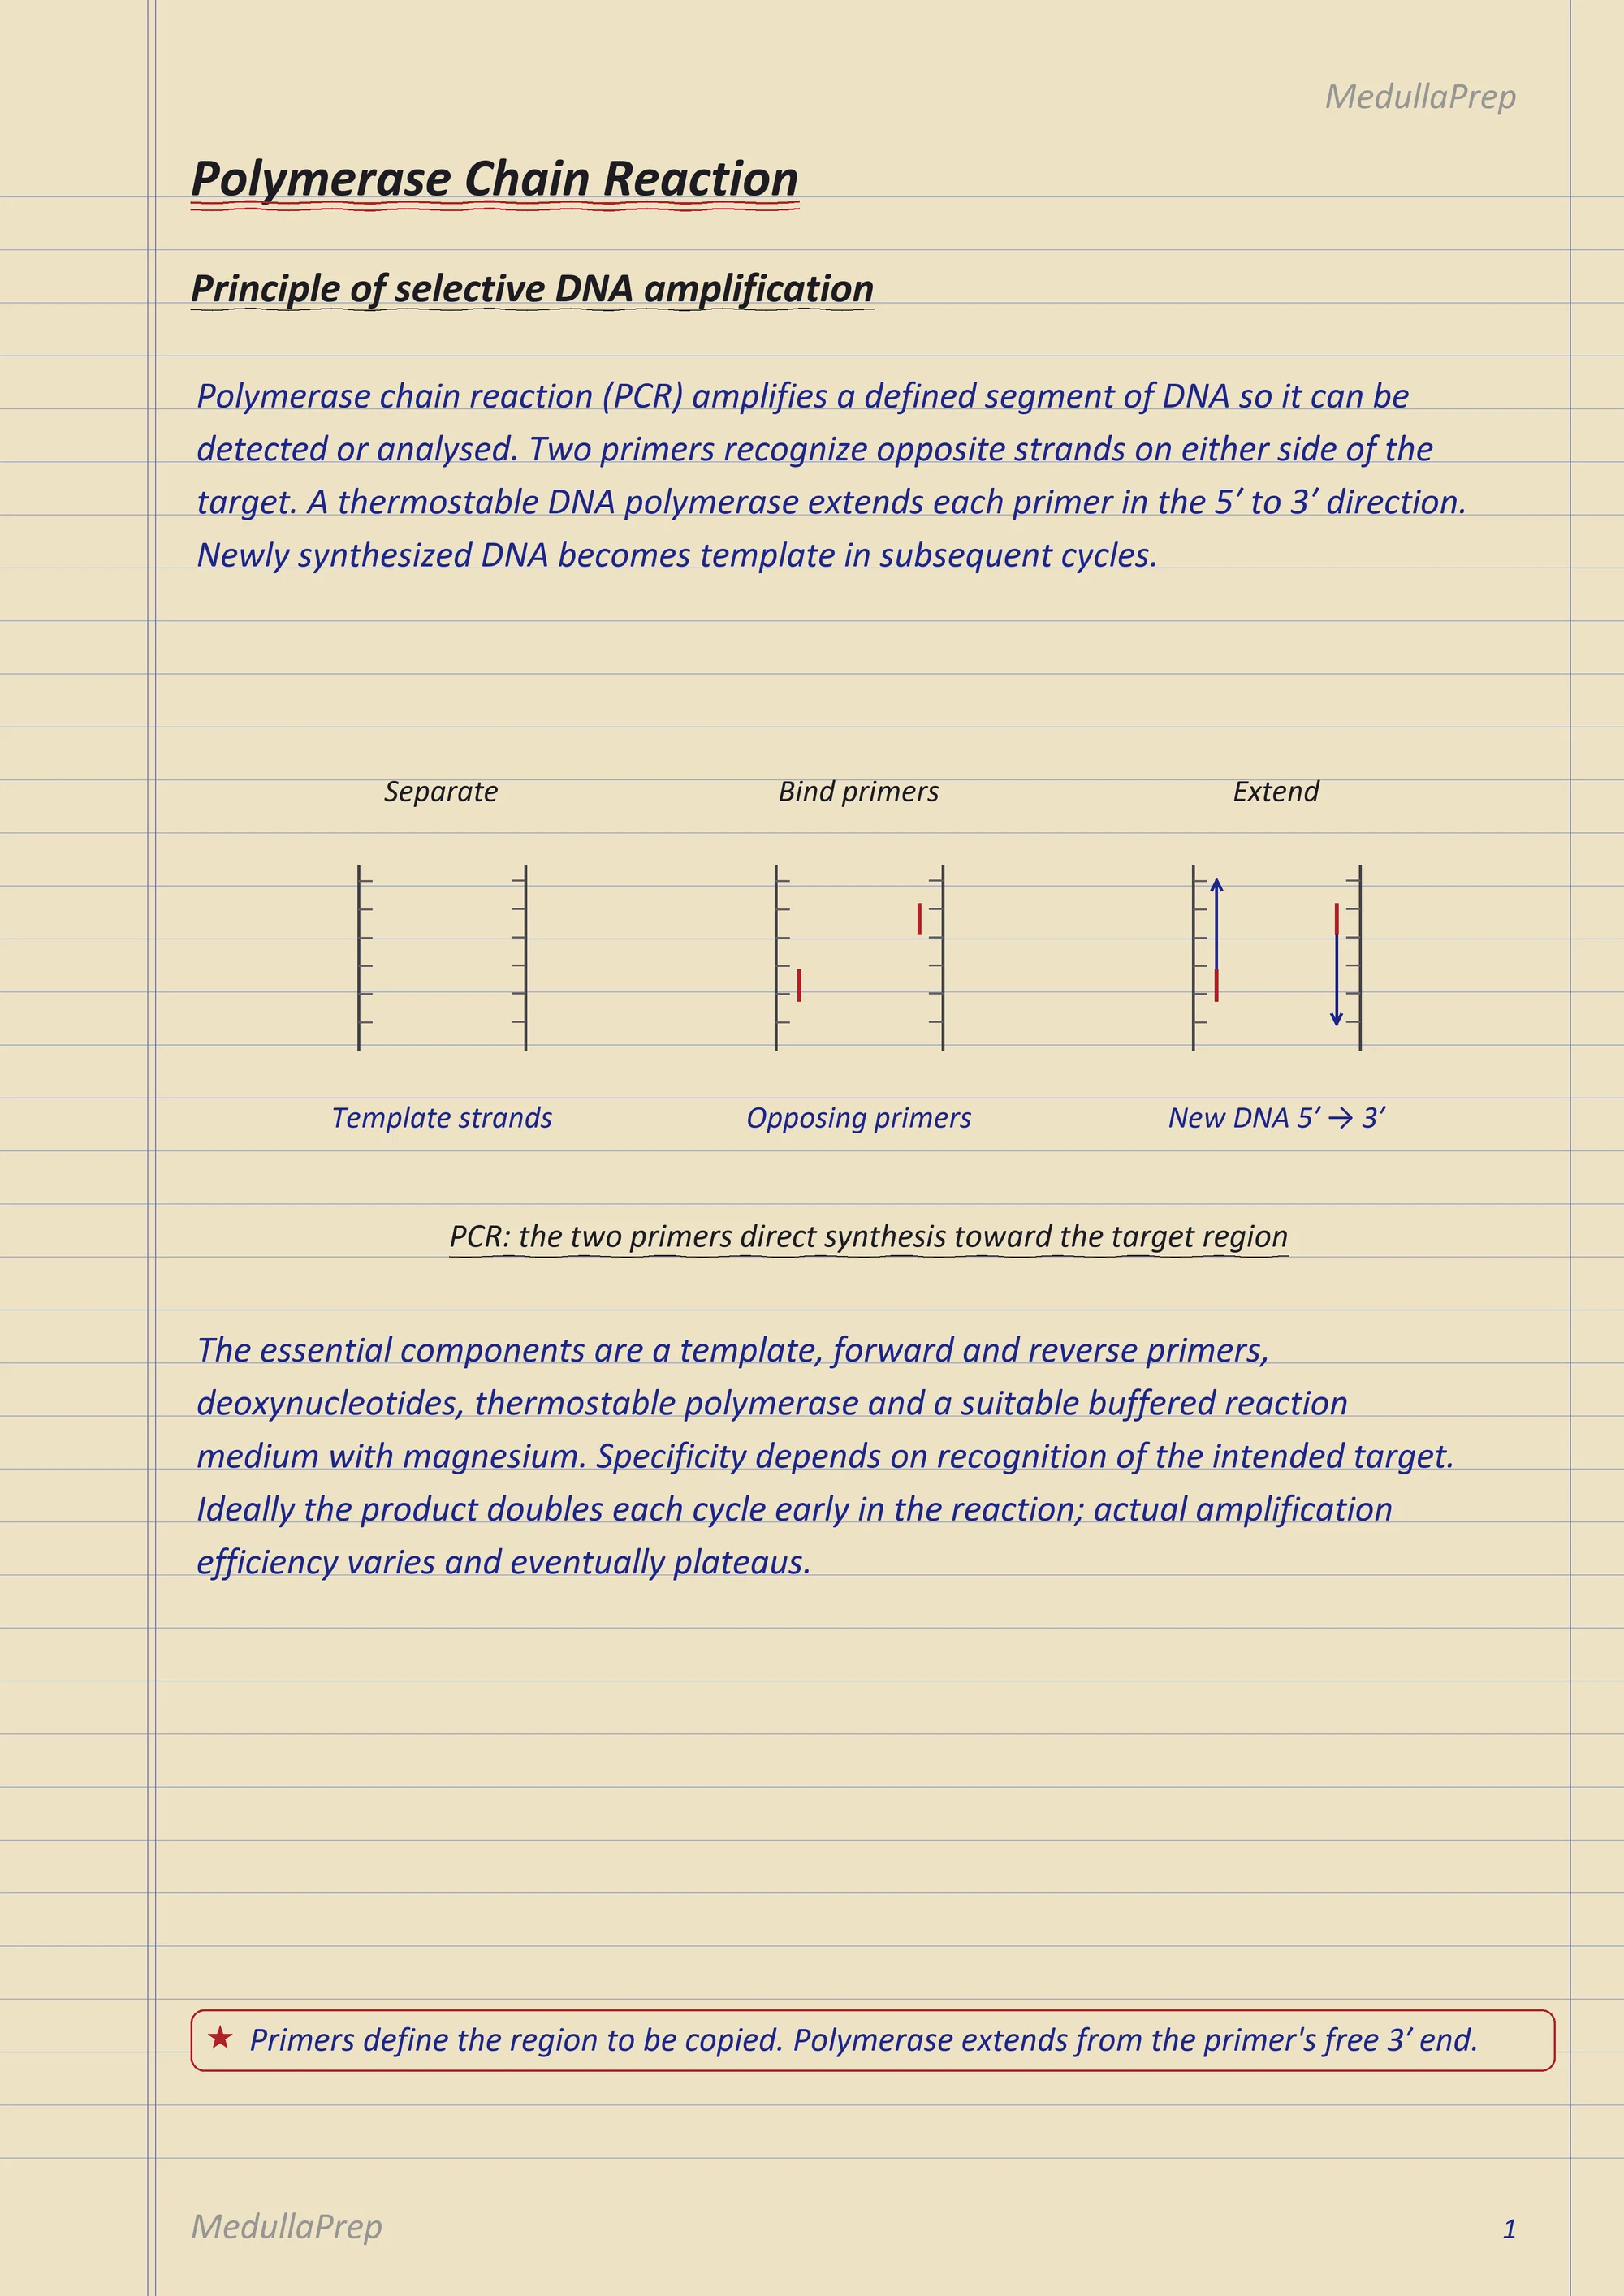 MedullaPrep
Polymerase Chain Reaction
Principle of selective DNA amplification
Polymerase chain reaction (PCR) amplifies a defined segment of DNA so it can be
detected or analysed. Two primers recognize opposite strands on either side of the
target. A thermostable DNA polymerase extends each primer in the 5′ to 3′ direction.
Newly synthesized DNA becomes template in subsequent cycles.
Separate
Bind primers
Extend
Template strands
Opposing primers
New DNA 5′ → 3′
PCR: the two primers direct synthesis toward the target region
The essential components are a template, forward and reverse primers,
deoxynucleotides, thermostable polymerase and a suitable buffered reaction
medium with magnesium. Specificity depends on recognition of the intended target.
Ideally the product doubles each cycle early in the reaction; actual amplification
efficiency varies and eventually plateaus.
★ Primers define the region to be copied. Polymerase extends from the primer's free 3′ end.
MedullaPrep
1